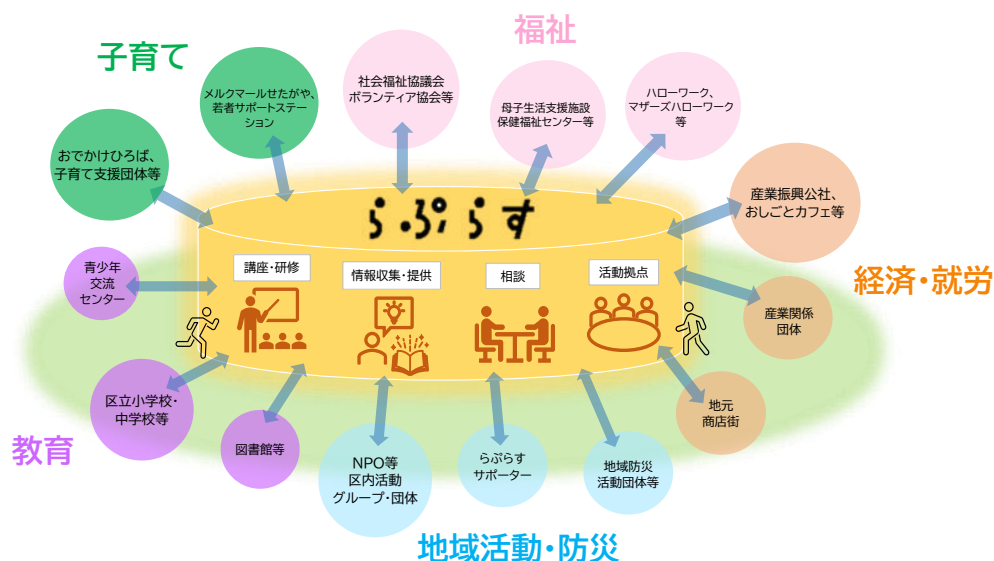 子育て
福祉
メルクマールせたがや、
若者サポートステー
ション
社会福祉協議会
ボランティア協会等
母子生活支援施設
保健福祉センター等
ハローワーク、
マザーズハローワーク
等
おでかけひろば、
子育て支援団体等
産業振興公社、
おしごとカフェ等
らぷらす
青少年
交流
センター
講座・研修
情報収集・提供
相談
活動拠点
経済・就労
産業関係
団体
区立小学校・
中学校等
地元
商店街
教育
図書館等
NPO等
区内活動
グループ・団体
らぷらす
サポーター
地域防災
活動団体等
地域活動・防災